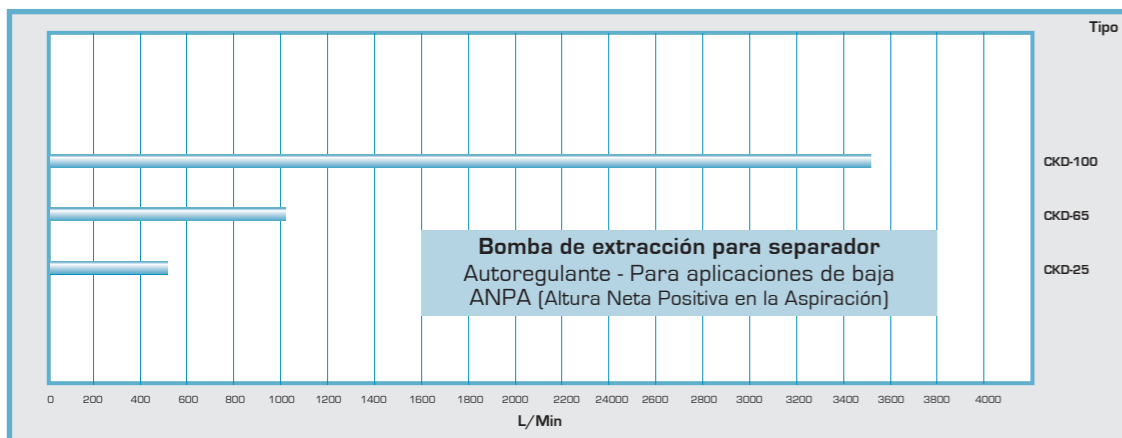 Tipo
CKD-100
CKD-65
CKD-25
Bomba de extracción para separador
Autoregulante - Para aplicaciones de baja
ANPA (Altura Neta Positiva en la Aspiración)
0 200 400 600 800 1000 1200 1400 1600 1800 2000 2200 24000 2600 2800 3000 3200 3400 3600 3800 4000
L/Min